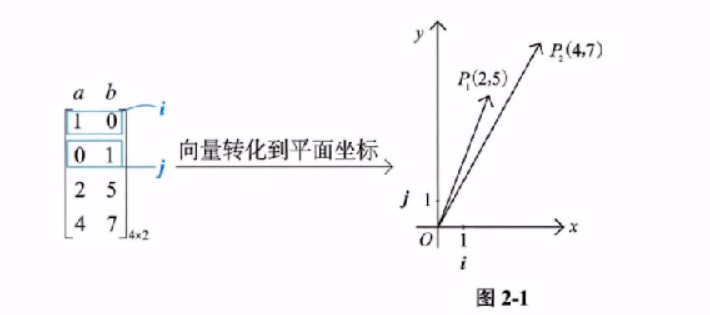 a b
1 0 i
0 1 j
2 5
4 7 4×2
向量转化到平面坐标
y
P₂(4,7)
P₁(2,5)
j 1
O 1 x
i
图 2-1